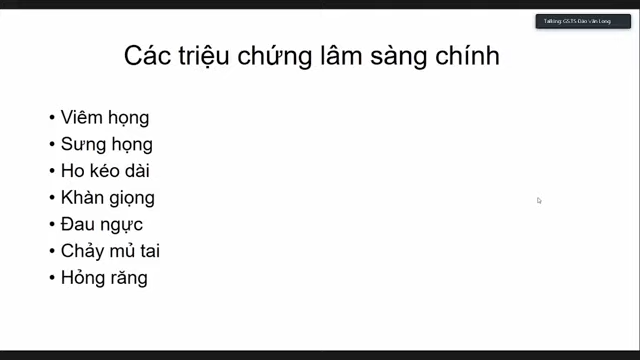 Talking: GS.TS Đào Văn Long
Các triệu chứng lâm sàng chính
• Viêm họng
• Sưng họng
• Ho kéo dài
• Khàn giọng
• Đau ngực
• Chảy mủ tai
• Hỏng răng